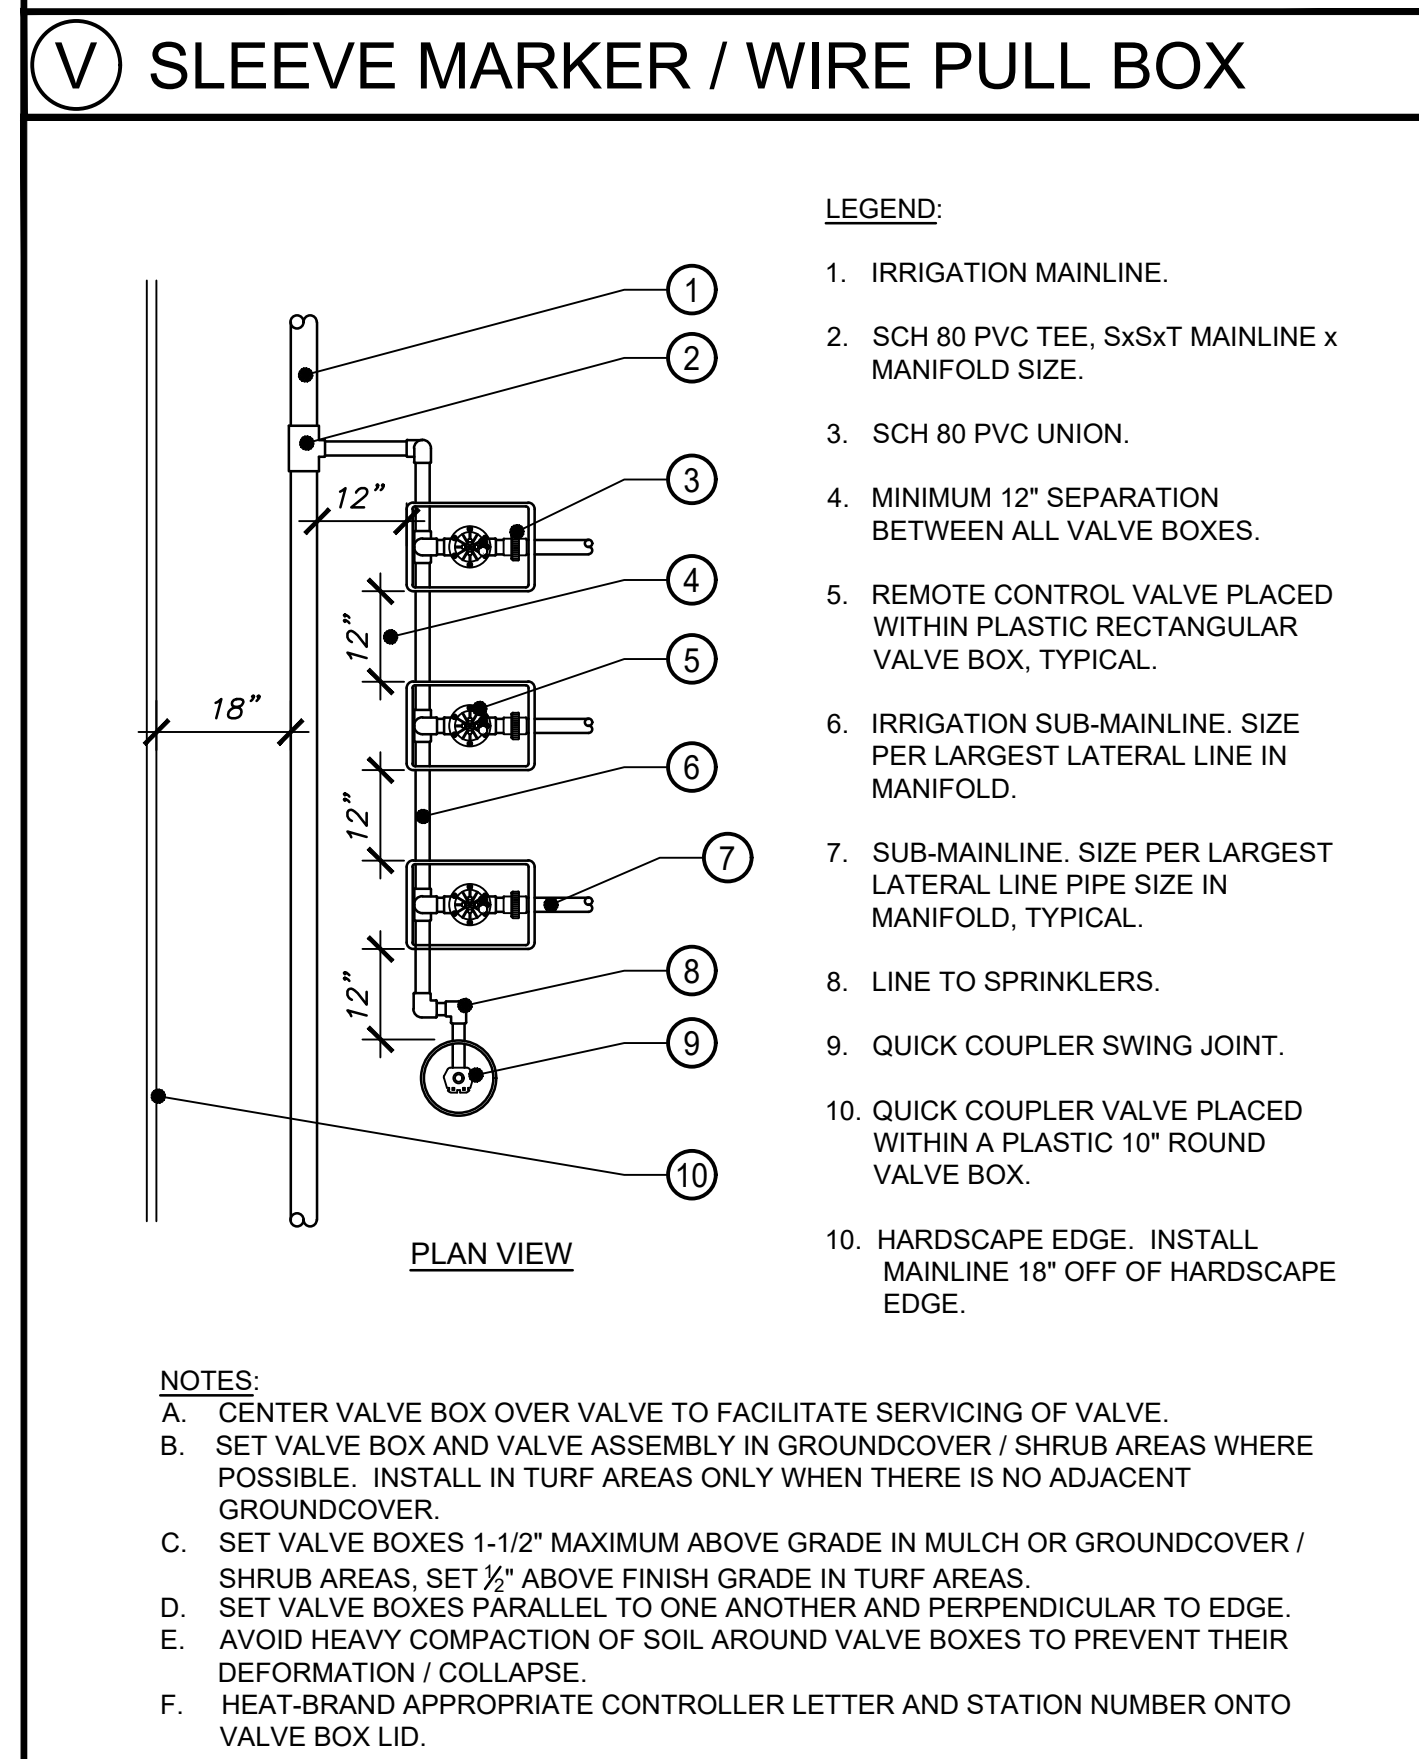 V SLEEVE MARKER / WIRE PULL BOX
LEGEND:
1. IRRIGATION MAINLINE.
2. SCH 80 PVC TEE, SxSxT MAINLINE x
MANIFOLD SIZE.
3. SCH 80 PVC UNION.
4. MINIMUM 12" SEPARATION
BETWEEN ALL VALVE BOXES.
5. REMOTE CONTROL VALVE PLACED
WITHIN PLASTIC RECTANGULAR
VALVE BOX, TYPICAL.
6. IRRIGATION SUB-MAINLINE. SIZE
PER LARGEST LATERAL LINE IN
MANIFOLD.
7. SUB-MAINLINE. SIZE PER LARGEST
LATERAL LINE PIPE SIZE IN
MANIFOLD, TYPICAL.
8. LINE TO SPRINKLERS.
9. QUICK COUPLER SWING JOINT.
10. QUICK COUPLER VALVE PLACED
WITHIN A PLASTIC 10" ROUND
VALVE BOX.
10. HARDSCAPE EDGE. INSTALL
MAINLINE 18" OFF OF HARDSCAPE
EDGE.
1
2
3
12"
4
12"
5
18"
6
12"
7
8
12"
9
10
PLAN VIEW
NOTES:
A. CENTER VALVE BOX OVER VALVE TO FACILITATE SERVICING OF VALVE.
B. SET VALVE BOX AND VALVE ASSEMBLY IN GROUNDCOVER / SHRUB AREAS WHERE
POSSIBLE. INSTALL IN TURF AREAS ONLY WHEN THERE IS NO ADJACENT
GROUNDCOVER.
C. SET VALVE BOXES 1-1/2" MAXIMUM ABOVE GRADE IN MULCH OR GROUNDCOVER /
SHRUB AREAS, SET ½" ABOVE FINISH GRADE IN TURF AREAS.
D. SET VALVE BOXES PARALLEL TO ONE ANOTHER AND PERPENDICULAR TO EDGE.
E. AVOID HEAVY COMPACTION OF SOIL AROUND VALVE BOXES TO PREVENT THEIR
DEFORMATION / COLLAPSE.
F. HEAT-BRAND APPROPRIATE CONTROLLER LETTER AND STATION NUMBER ONTO
VALVE BOX LID.